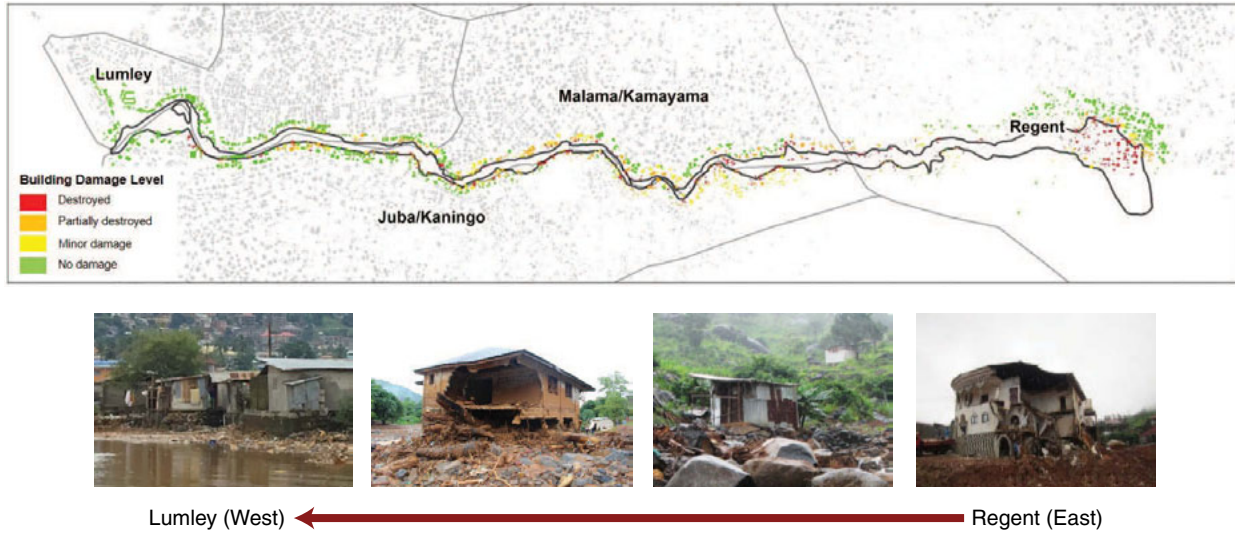 Lumley
Malama/Kamayama
Regent
Building Damage Level
Destroyed
Partially destroyed
Minor damage
No damage
Juba/Kaningo
Lumley (West)
Regent (East)